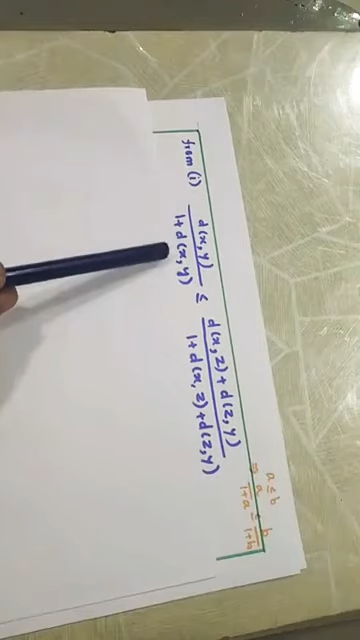 from (i) d(x,y) / 1+d(x,y) ≤ d(x,z)+d(z,y) / 1+d(x,z)+d(z,y)
a ≤ b
⇒ a / 1+a ≤ b / 1+b